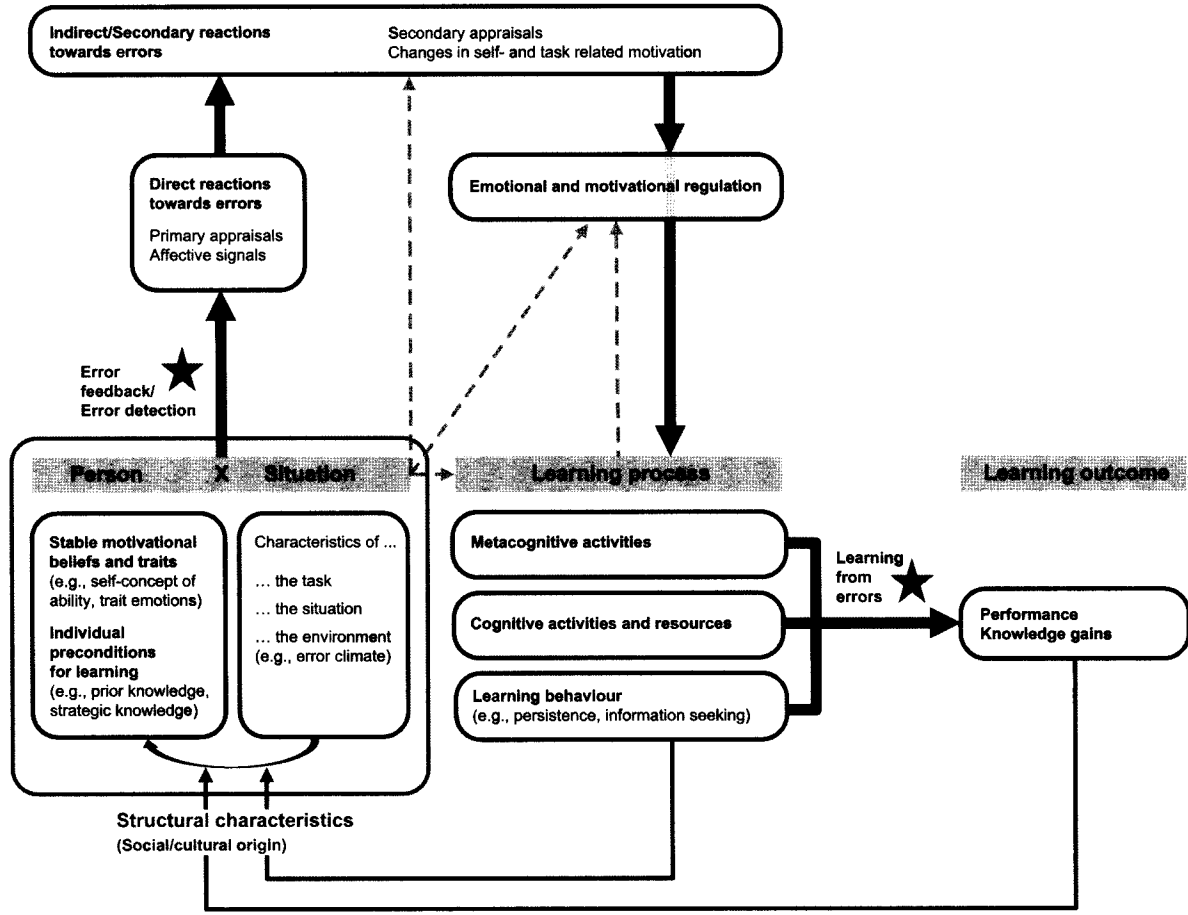 Indirect/Secondary reactions
towards errors
Secondary appraisals
Changes in self- and task related motivation
Direct reactions
towards errors
Primary appraisals
Affective signals
Emotional and motivational regulation
Error
feedback/
Error detection
Person X Situation
Learning process
Learning outcome
Stable motivational
beliefs and traits
(e.g., self-concept of
ability, trait emotions)
Individual
preconditions
for learning
(e.g., prior knowledge,
strategic knowledge)
Characteristics of ...
... the task
... the situation
... the environment
(e.g., error climate)
Metacognitive activities
Cognitive activities and resources
Learning behaviour
(e.g., persistence, information seeking)
Learning
from
errors
Performance
Knowledge gains
Structural characteristics
(Social/cultural origin)